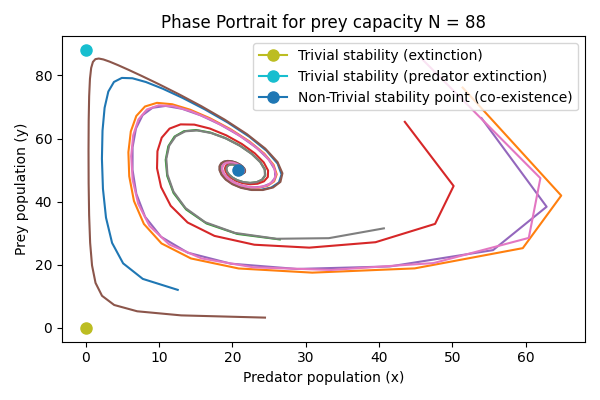 Phase Portrait for prey capacity N = 88
Trivial stability (extinction)
Trivial stability (predator extinction)
Non-Trivial stability point (co-existence)
Prey population (y)
80
60
40
20
0
0
10
20
30
40
50
60
Predator population (x)